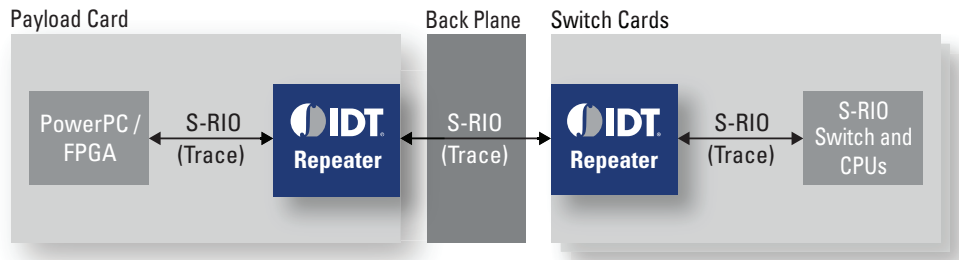 Payload Card
Back Plane
Switch Cards
PowerPC /
FPGA
S-RIO
(Trace)
IDT
Repeater
S-RIO
(Trace)
IDT
Repeater
S-RIO
(Trace)
S-RIO
Switch and
CPUs